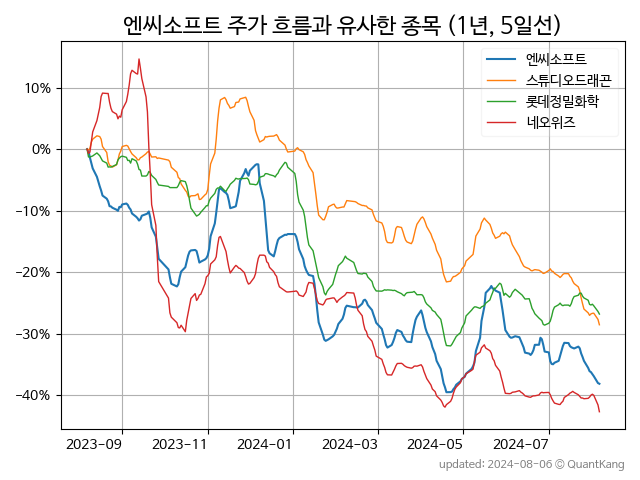 엔씨소프트 주가 흐름과 유사한 종목 (1년, 5일선)
엔씨소프트
스튜디오드래곤
롯데정밀화학
네오위즈
10%
0%
−10%
−20%
−30%
−40%
2023-09 2023-11 2024-01 2024-03 2024-05 2024-07
updated: 2024-08-06 © QuantKang